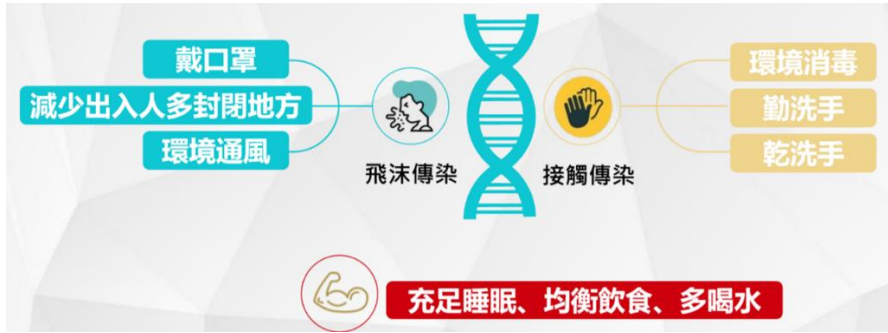 戴口罩
減少出入人多封閉地方
環境通風
飛沫傳染
接觸傳染
環境消毒
勤洗手
乾洗手
充足睡眠、均衡飲食、多喝水